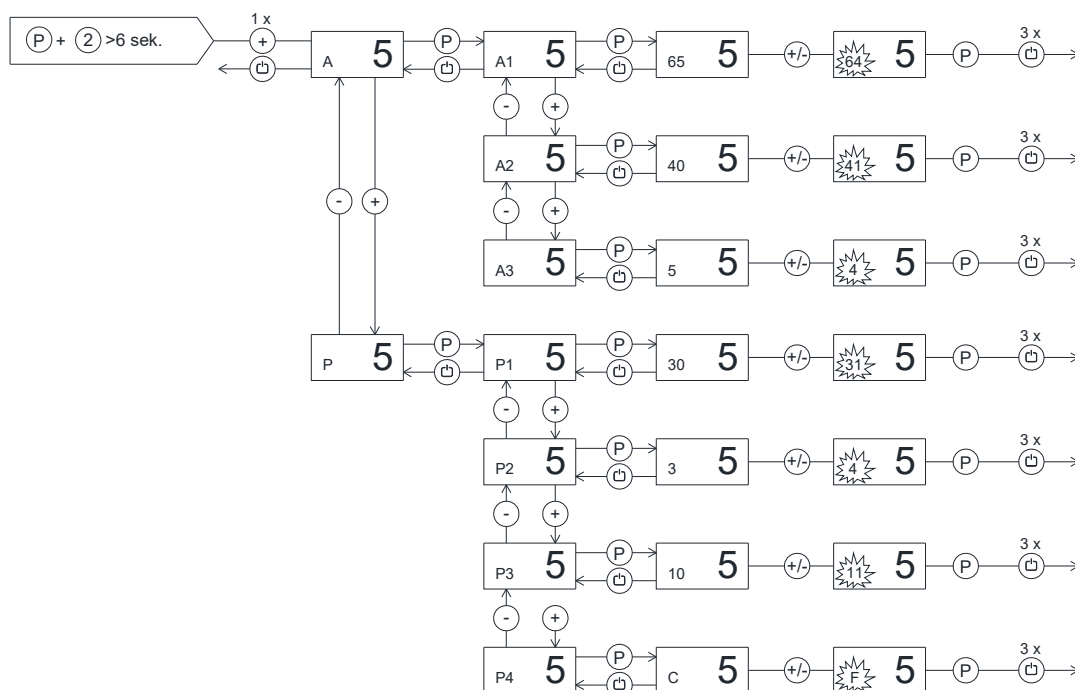 1 x
P + 2 >6 sek.
+
A 5 P A1 5 P 65 5 +/- 64 5 P 3 x
- +
A2 5 P 40 5 +/- 41 5 P 3 x
- +
- +
A3 5 P 5 5 +/- 4 5 P 3 x
P 5 P P1 5 P 30 5 +/- 31 5 P 3 x
- +
P2 5 P 3 5 +/- 4 5 P 3 x
- +
P3 5 P 10 5 +/- 11 5 P 3 x
- +
P4 5 P C 5 +/- F 5 P 3 x